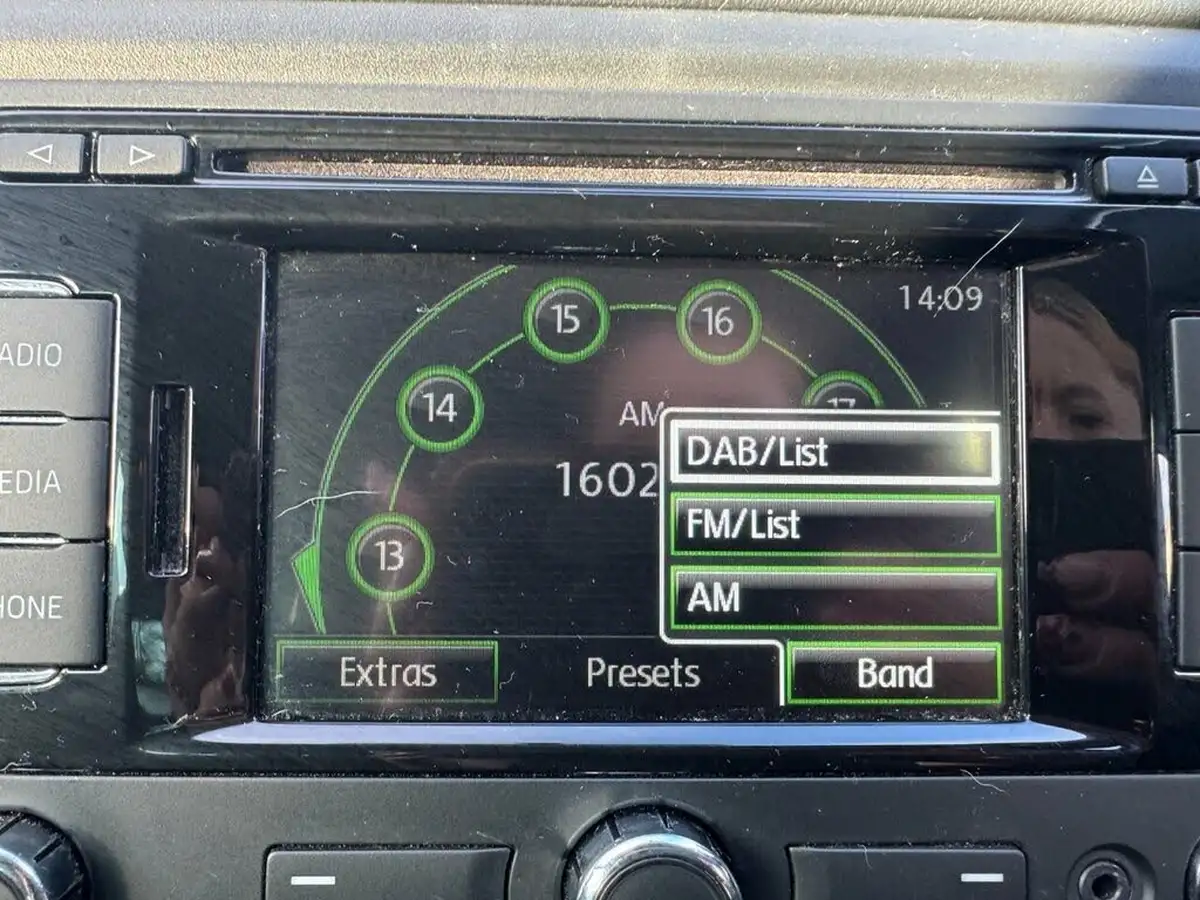 14:09
15
16
14
13
AM
1602
DAB/List
FM/List
AM
Extras
Presets
Band
ADIO
EDIA
HONE